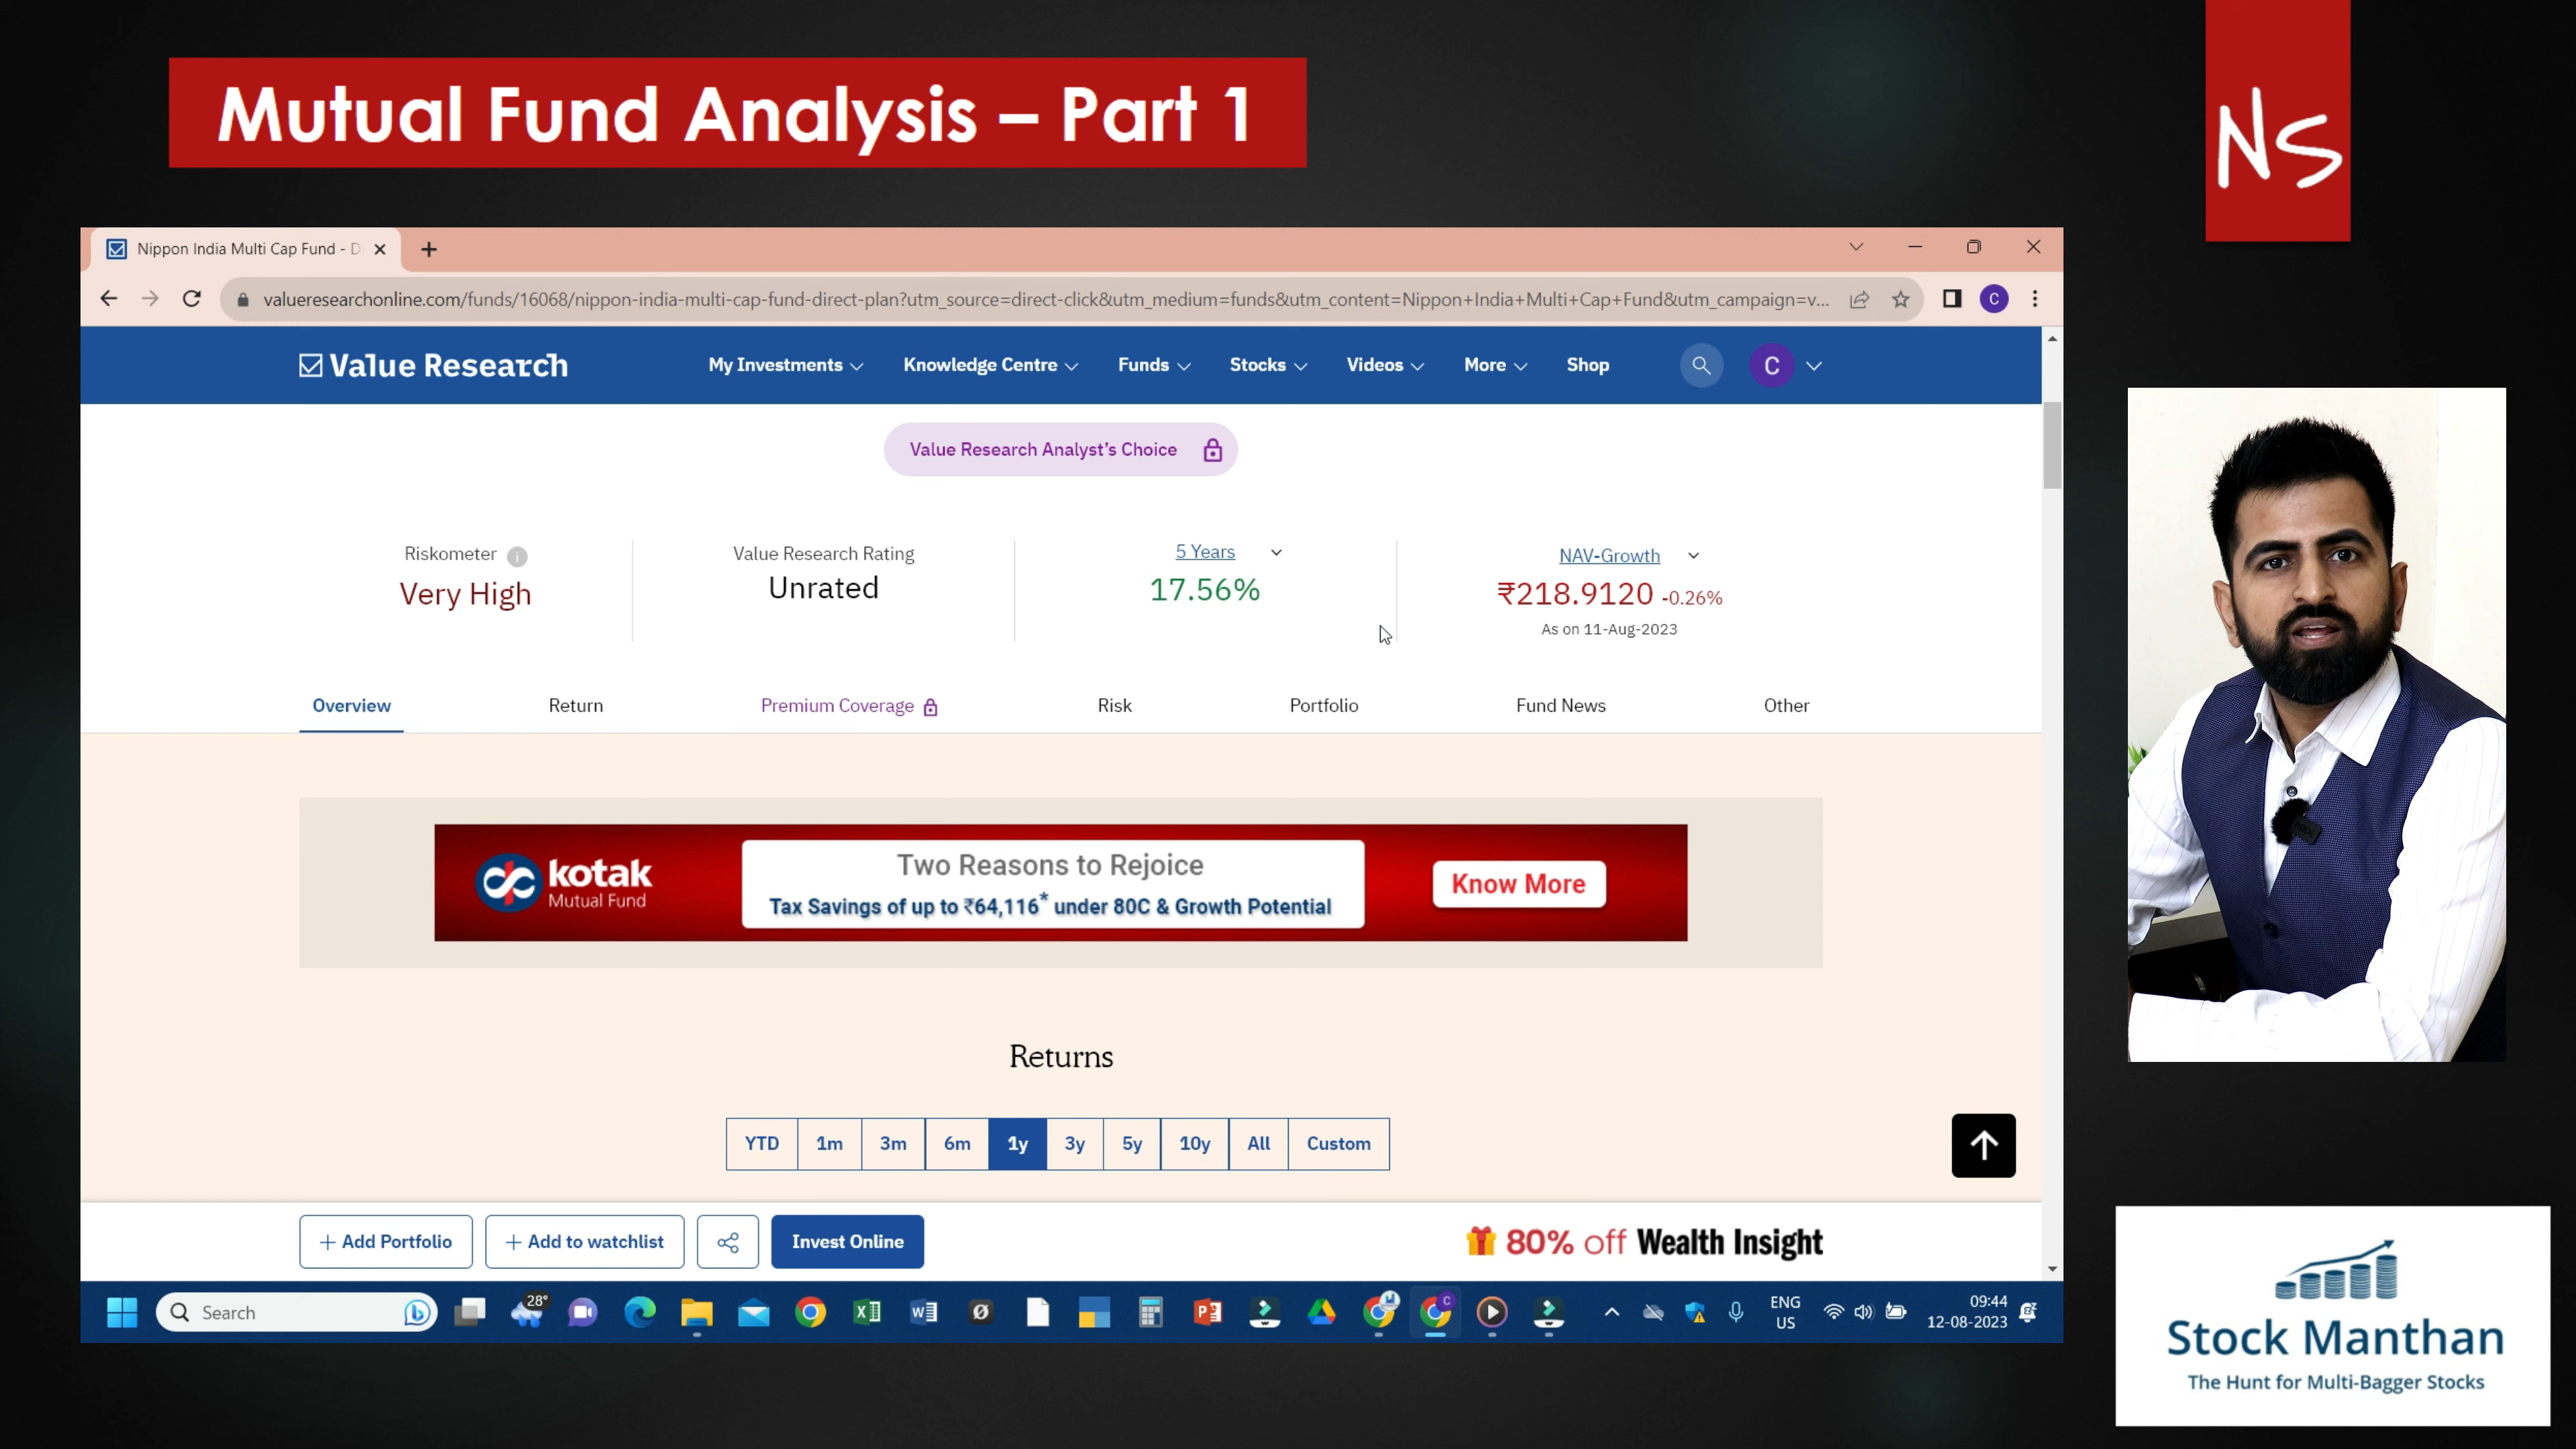 Mutual Fund Analysis – Part 1
NS
Nippon India Multi Cap Fund - D
valueresearchonline.com/funds/16068/nippon-india-multi-cap-fund-direct-plan?utm_source=direct-click&utm_medium=funds&utm_content=Nippon+India+Multi+Cap+Fund&utm_campaign=v...
C
Value Research
My Investments
Knowledge Centre
Funds
Stocks
Videos
More
Shop
C
Value Research Analyst's Choice
Riskometer
Very High
Value Research Rating
Unrated
5 Years
17.56%
NAV-Growth
₹218.9120 -0.26%
As on 11-Aug-2023
Overview
Return
Premium Coverage
Risk
Portfolio
Fund News
Other
kotak
Mutual Fund
Two Reasons to Rejoice
Tax Savings of up to ₹64,116* under 80C & Growth Potential
Know More
Returns
YTD
1m
3m
6m
1y
3y
5y
10y
All
Custom
+ Add Portfolio
+ Add to watchlist
Invest Online
80% off Wealth Insight
Search
28°
ENG
US
09:44
12-08-2023
Stock Manthan
The Hunt for Multi-Bagger Stocks